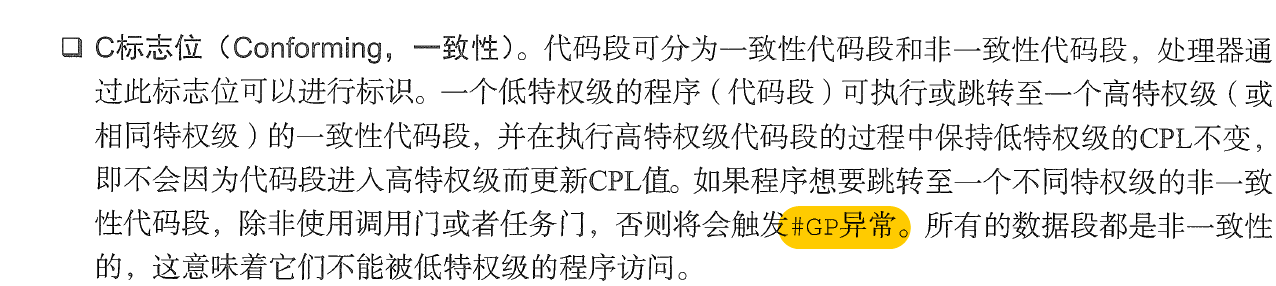 ❑ C标志位（Conforming，一致性）。代码段可分为一致性代码段和非一致性代码段，处理器通
过此标志位可以进行标识。一个低特权级的程序（代码段）可执行或跳转至一个高特权级（或
相同特权级）的一致性代码段，并在执行高特权级代码段的过程中保持低特权级的CPL不变，
即不会因为代码段进入高特权级而更新CPL值。如果程序想要跳转至一个不同特权级的非一致
性代码段，除非使用调用门或者任务门，否则将会触发#GP异常。所有的数据段都是非一致性
的，这意味着它们不能被低特权级的程序访问。